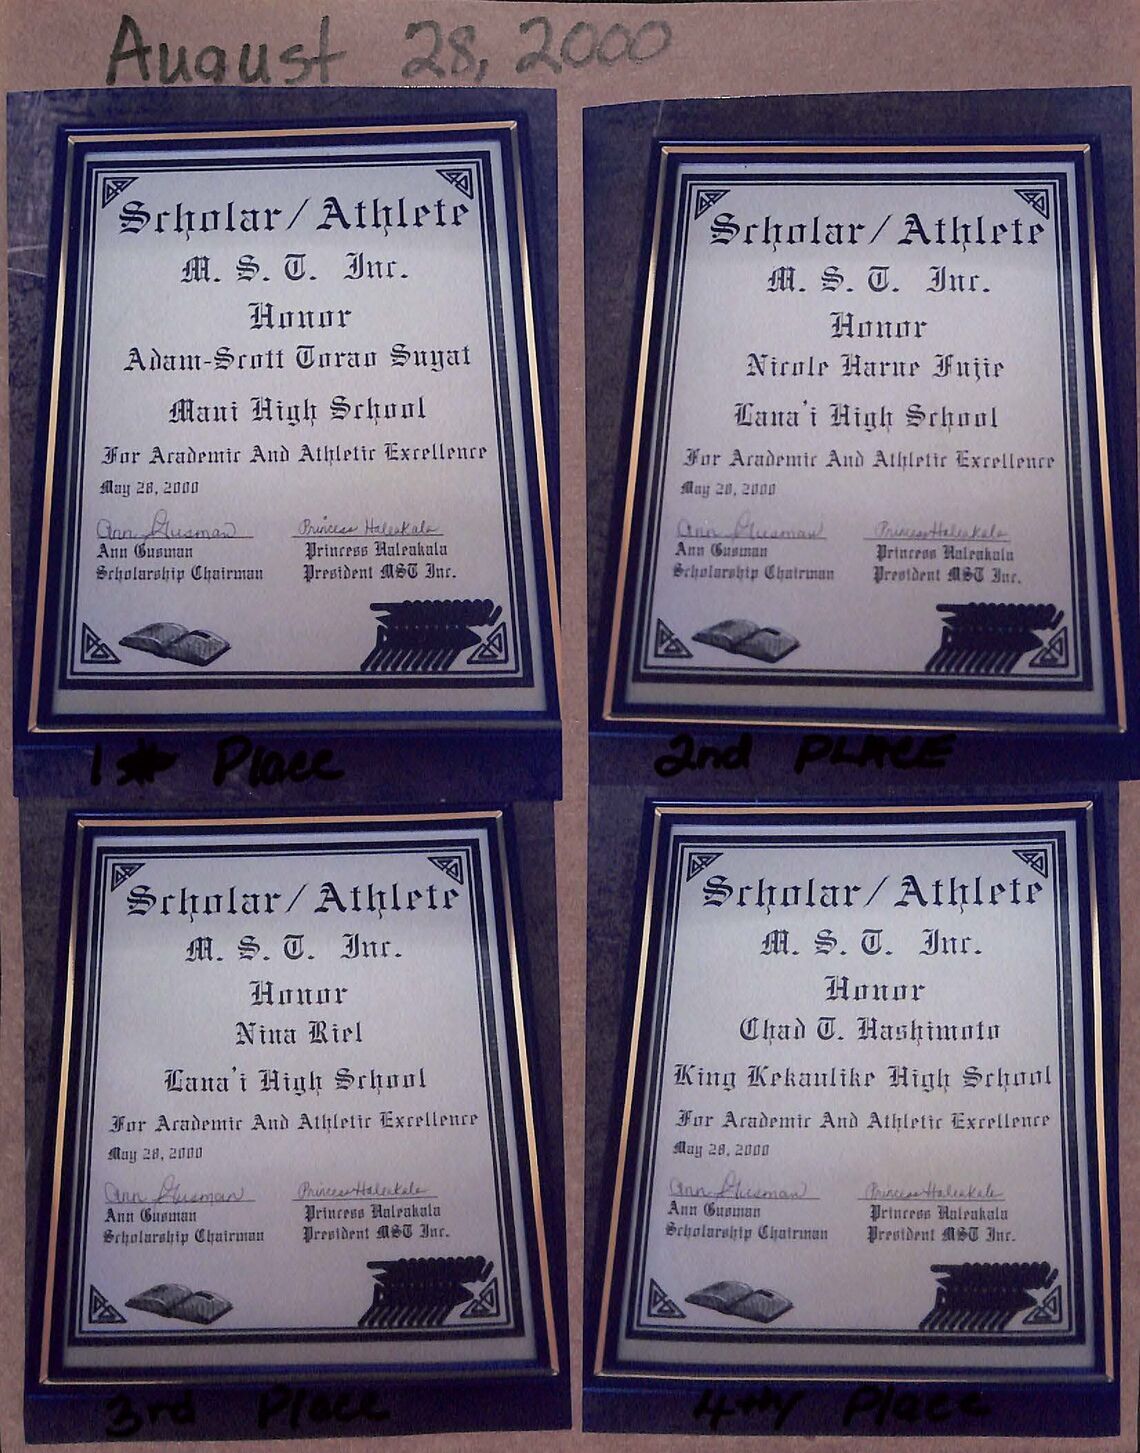 August 28, 2000
Scholar/Athlete
M. S. T. Inc.
Honor
Adam-Scott Torao Suyat
Maui High School
For Academic And Athletic Excellence
May 28, 2000
Ann Gusman Princess Haleakala
Ann Gusman Princess Haleakala
Scholarship Chairman President MST Inc.
1st Place
Scholar/Athlete
M. S. T. Inc.
Honor
Nicole Harue Fujie
Lana'i High School
For Academic And Athletic Excellence
May 28, 2000
Ann Gusman Princess Haleakala
Ann Gusman Princess Haleakala
Scholarship Chairman President MST Inc.
2nd PLACE
Scholar/Athlete
M. S. T. Inc.
Honor
Nina Riel
Lana'i High School
For Academic And Athletic Excellence
May 28, 2000
Ann Gusman Princess Haleakala
Ann Gusman Princess Haleakala
Scholarship Chairman President MST Inc.
3rd Place
Scholar/Athlete
M. S. T. Inc.
Honor
Chad T. Hashimoto
King Kekaulike High School
For Academic And Athletic Excellence
May 28, 2000
Ann Gusman Princess Haleakala
Ann Gusman Princess Haleakala
Scholarship Chairman President MST Inc.
4thy Place